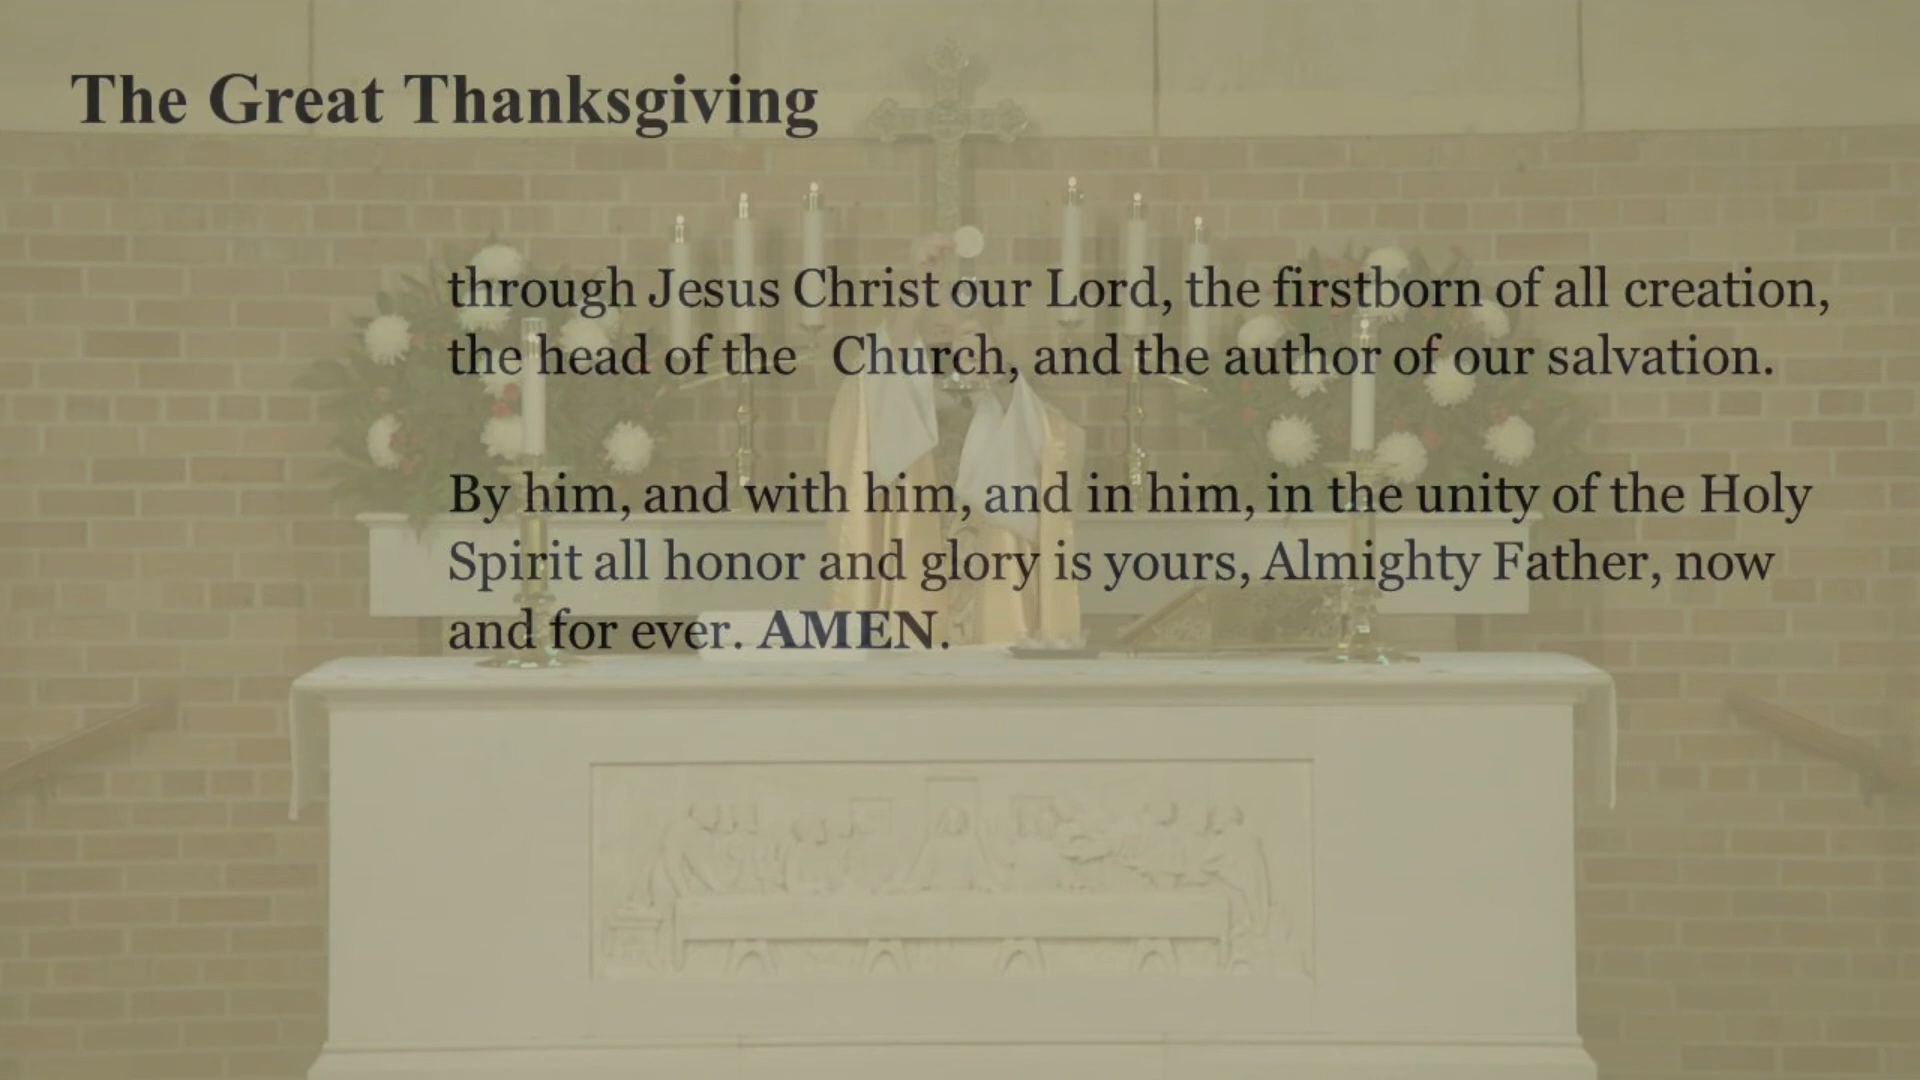 The Great Thanksgiving
through Jesus Christ our Lord, the firstborn of all creation,
the head of the Church, and the author of our salvation.
By him, and with him, and in him, in the unity of the Holy
Spirit all honor and glory is yours, Almighty Father, now
and for ever. AMEN.